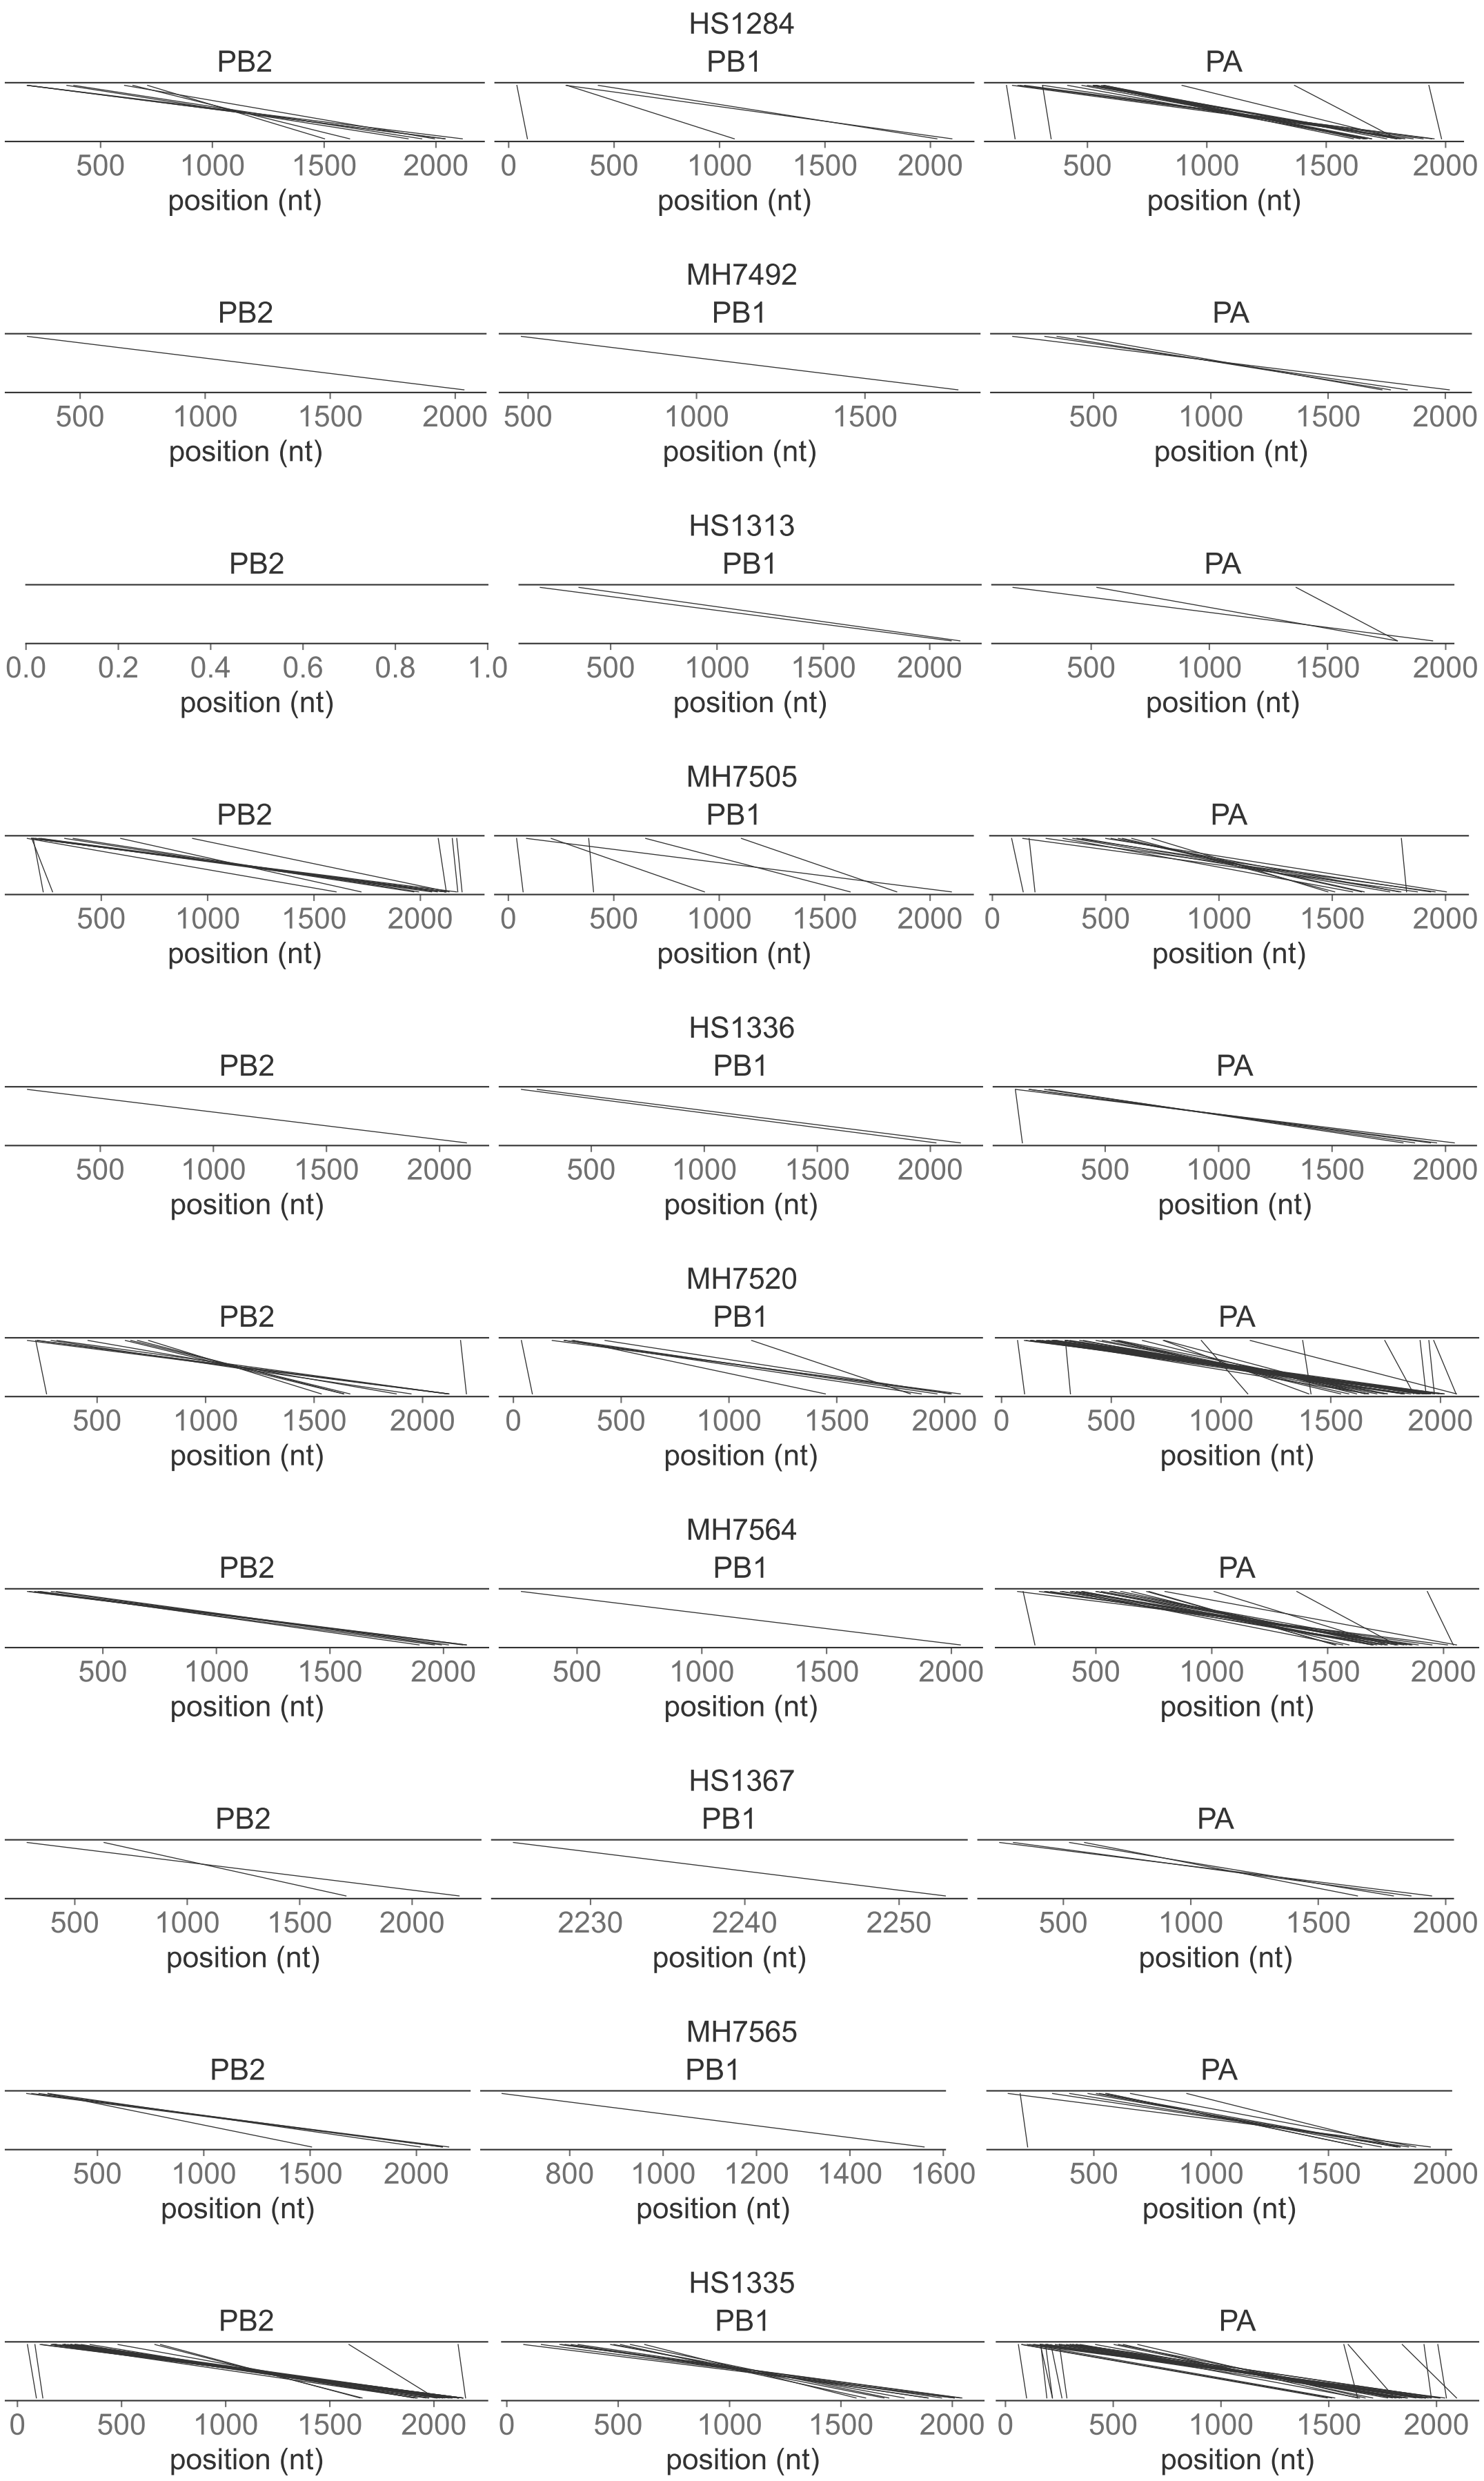 HS1284
PB2 PB1 PA
500 1000 1500 2000 0 500 1000 1500 2000 500 1000 1500 2000
position (nt) position (nt) position (nt)
MH7492
PB2 PB1 PA
500 1000 1500 2000 500 1000 1500 500 1000 1500 2000
position (nt) position (nt) position (nt)
HS1313
PB2 PB1 PA
0.0 0.2 0.4 0.6 0.8 1.0 500 1000 1500 2000 500 1000 1500 2000
position (nt) position (nt) position (nt)
MH7505
PB2 PB1 PA
500 1000 1500 2000 0 500 1000 1500 2000 0 500 1000 1500 2000
position (nt) position (nt) position (nt)
HS1336
PB2 PB1 PA
500 1000 1500 2000 500 1000 1500 2000 500 1000 1500 2000
position (nt) position (nt) position (nt)
MH7520
PB2 PB1 PA
500 1000 1500 2000 0 500 1000 1500 2000 0 500 1000 1500 2000
position (nt) position (nt) position (nt)
MH7564
PB2 PB1 PA
500 1000 1500 2000 500 1000 1500 2000 500 1000 1500 2000
position (nt) position (nt) position (nt)
HS1367
PB2 PB1 PA
500 1000 1500 2000 2230 2240 2250 500 1000 1500 2000
position (nt) position (nt) position (nt)
MH7565
PB2 PB1 PA
500 1000 1500 2000 800 1000 1200 1400 1600 500 1000 1500 2000
position (nt) position (nt) position (nt)
HS1335
PB2 PB1 PA
0 500 1000 1500 2000 0 500 1000 1500 2000 0 500 1000 1500 2000
position (nt) position (nt) position (nt)